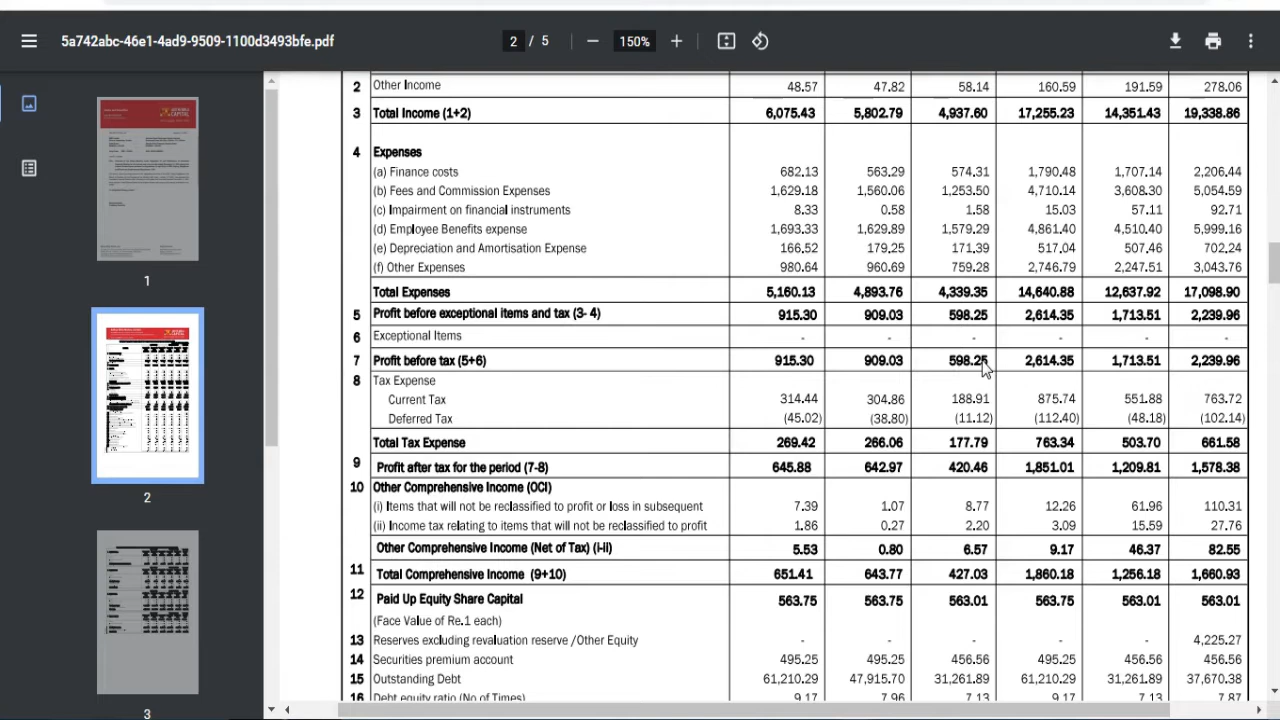 5a742abc-46e1-4ad9-9509-1100d3493bfe.pdf 2 / 5 150%
2 Other Income 48.57 47.82 58.14 160.59 191.59 278.06
3 Total Income (1+2) 6,075.43 5,802.79 4,937.60 17,255.23 14,351.43 19,338.86
4 Expenses
(a) Finance costs 682.13 563.29 574.31 1,790.48 1,707.14 2,206.44
(b) Fees and Commission Expenses 1,629.18 1,560.06 1,253.50 4,710.14 3,608.30 5,054.59
(c) Impairment on financial instruments 8.33 0.58 1.58 15.03 57.11 92.71
(d) Employee Benefits expense 1,693.33 1,629.89 1,579.29 4,861.40 4,510.40 5,999.16
(e) Depreciation and Amortisation Expense 166.52 179.25 171.39 517.04 507.46 702.24
(f) Other Expenses 980.64 960.69 759.28 2,746.79 2,247.51 3,043.76
Total Expenses 5,160.13 4,893.76 4,339.35 14,640.88 12,637.92 17,098.90
5 Profit before exceptional items and tax (3- 4) 915.30 909.03 598.25 2,614.35 1,713.51 2,239.96
6 Exceptional Items - - - - - -
7 Profit before tax (5+6) 915.30 909.03 598.25 2,614.35 1,713.51 2,239.96
8 Tax Expense
Current Tax 314.44 304.86 188.91 875.74 551.88 763.72
Deferred Tax (45.02) (38.80) (11.12) (112.40) (48.18) (102.14)
Total Tax Expense 269.42 266.06 177.79 763.34 503.70 661.58
9 Profit after tax for the period (7-8) 645.88 642.97 420.46 1,851.01 1,209.81 1,578.38
10 Other Comprehensive Income (OCI)
(i) Items that will not be reclassified to profit or loss in subsequent 7.39 1.07 8.77 12.26 61.96 110.31
(ii) Income tax relating to items that will not be reclassified to profit 1.86 0.27 2.20 3.09 15.59 27.76
Other Comprehensive Income (Net of Tax) (i-ii) 5.53 0.80 6.57 9.17 46.37 82.55
11 Total Comprehensive Income (9+10) 651.41 643.77 427.03 1,860.18 1,256.18 1,660.93
12 Paid Up Equity Share Capital 563.75 563.75 563.01 563.75 563.01 563.01
(Face Value of Re.1 each)
13 Reserves excluding revaluation reserve /Other Equity - - - - - 4,225.27
14 Securities premium account 495.25 495.25 456.56 495.25 456.56 456.56
15 Outstanding Debt 61,210.29 47,915.70 31,261.89 61,210.29 31,261.89 37,670.38
16 Debt equity ratio (No of Times) 9.17 7.96 7.13 9.17 7.13 7.87
1
2
3